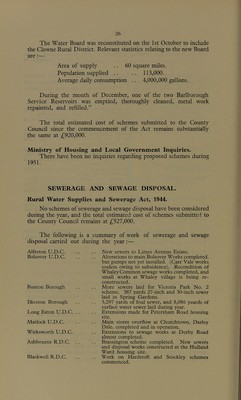 26
The Water Board was reconstituted on the 1st October to include
the Clowne Rural District. Relevant statistics relating to the new Board
are :—
Area of supply .. 60 square miles.
Population supplied .. .. 113,000.
Average daily consumption .. 4,000,000 gallons.
During the month of December, one of the two Barlborough
Service Reservoirs was emptied, thoroughly cleaned, metal work
repainted, and refilled."
The total estimated cost of schemes submitted to the County
Council since the commencement of the Act remains substantially
the same at £920,000.
Ministry of Housing and Local Government Inquiries.
There have been no inquiries regarding proposed schemes during
1951.
SEWERAGE AND SEWAGE DISPOSAL.
Rural Water Supplies and Sewerage Act, 1944.
No schemes of sewerage and sewage disposal have been considered
during the year, and the total estimated cost of schemes submitted to
the County Council remains at £527,000.
The following is a summary of work of sewerage and sewage
disposal carried out during the year :—
Alfreton U.D.C. .. .. New sewers to Limes Avenue Estate.
Bolsover U.D.C. .. .. Alterations to main Bolsover Works completed
but pumps not yet installed. (Carr Vale works
useless owing to subsidence). Recondition of
Whaley Common sewage works completed, and
small works at Whaley village is being re-
constructed.
Buxton Borough .. More sewers laid for Victoria Park No. 2
scheme. 507 yards 27-inch and 30-inch sewer
laid in Spring Gardens.
Ilkeston Borough .. 5,297 yards of foul sewer, and 8,086 yards of
surface water sewer laid during year.
Long Eaton U.D.C. .. Extensions made for Petersham Road housing
site.
Matlock U.D.C. .. Main storm overflow at Churchtown, Darley
Dale, completed and in operation.
Wirksworth U.D.C. .. Extensions to sewage works at Derby Road
almost completed.
Ashbourne R.D.C. .. Brassington scheme completed. New sewers
and disposal works constructed at the Hulland
Ward housing site.
Blackwell R.D.C. .. Work on Hardstoft and Stockley schemes
commenced.